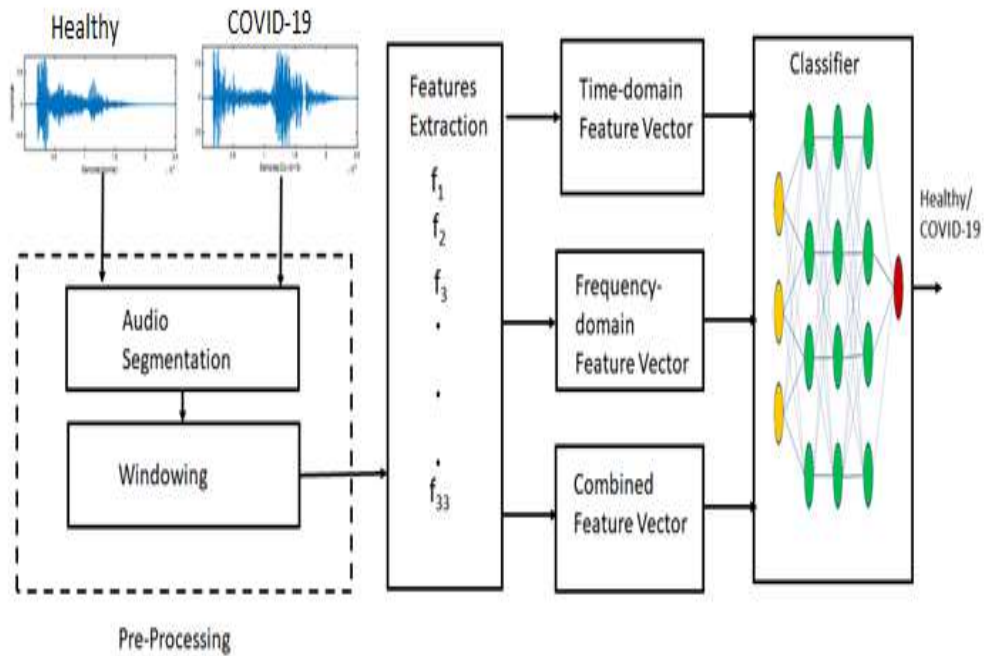 Healthy
COVID-19
Audio
Segmentation
Windowing
Pre-Processing
Features
Extraction
f1
f2
f3
.
.
.
f33
Time-domain
Feature Vector
Frequency-
domain
Feature Vector
Combined
Feature Vector
Classifier
Healthy/
COVID-19